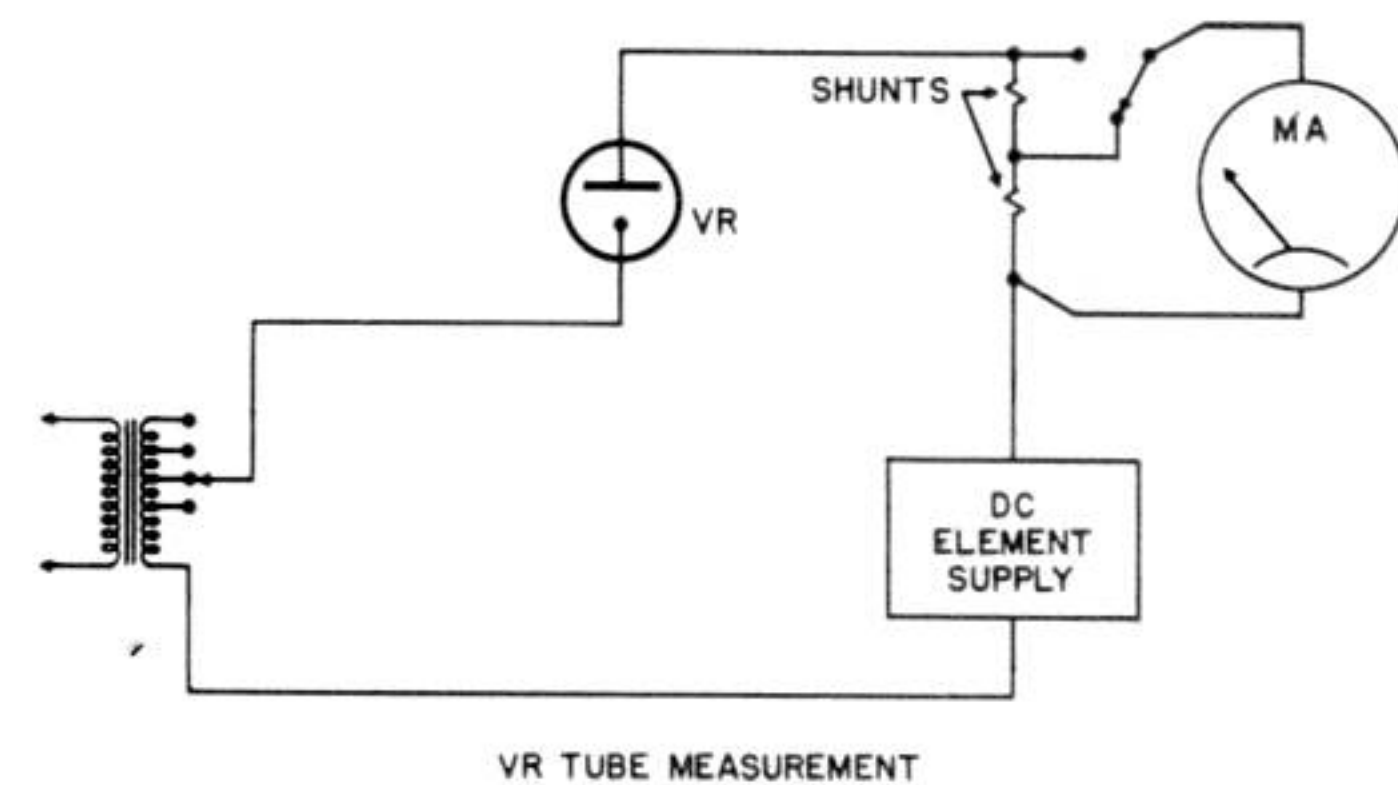 SHUNTS
MA
VR
DC
ELEMENT
SUPPLY
VR TUBE MEASUREMENT